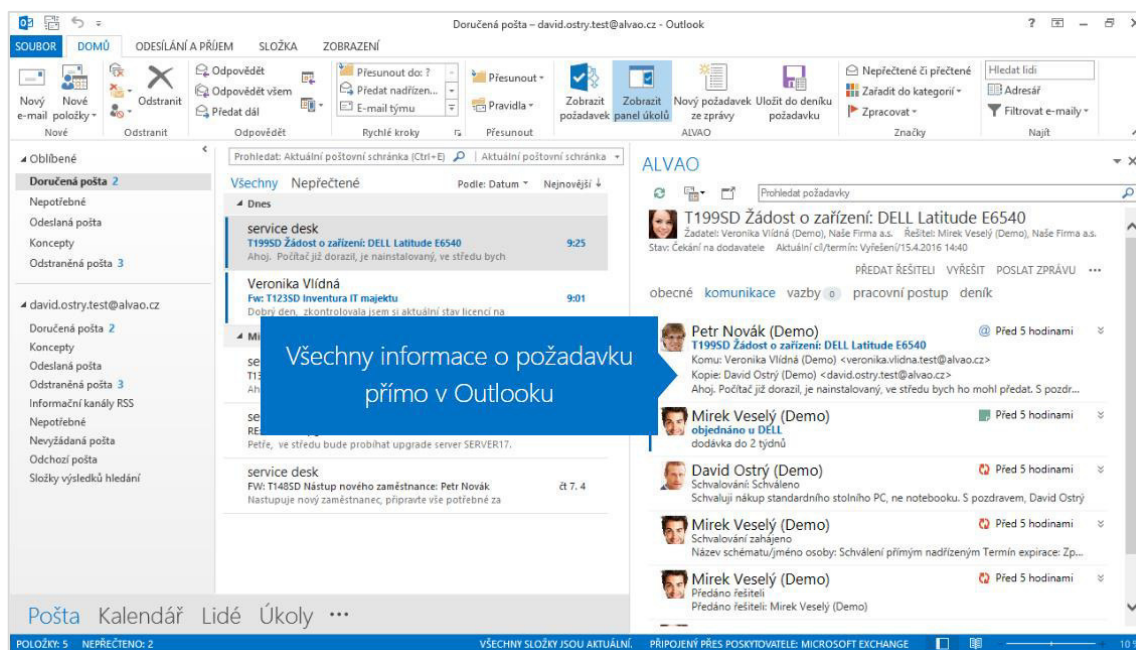 Doručená pošta – david.ostry.test@alvao.cz - Outlook
SOUBOR DOMŮ ODESÍLÁNÍ A PŘÍJEM SLOŽKA ZOBRAZENÍ
Nový e-mail
Nové položky
Odstranit
Odpovědět
Odpovědět všem
Předat dál
Přesunout do: ?
Předat nadřízen...
E-mail týmu
Přesunout
Pravidla
Zobrazit požadavek
Zobrazit panel úkolů
Nový požadavek ze zprávy
Uložit do deníku požadavku
Nepřečtené či přečtené
Zařadit do kategorií
Zpracovat
Hledat lidi
Adresář
Filtrovat e-maily
Nové Odstranit Odpovědět Rychlé kroky Přesunout ALVAO Značky Najít
Oblíbené
Doručená pošta 2
Nepotřebné
Odeslaná pošta
Koncepty
Odstraněná pošta 3
david.ostry.test@alvao.cz
Doručená pošta 2
Koncepty
Odeslaná pošta
Odstraněná pošta 3
Informační kanály RSS
Nepotřebné
Nevyžádaná pošta
Odchozí pošta
Složky výsledků hledání
Prohledat: Aktuální poštovní schránka (Ctrl+E) Aktuální poštovní schránka
Všechny Nepřečtené Podle: Datum Nejnovější
Dnes
service desk
T199SD Žádost o zařízení: DELL Latitude E6540 9:25
Ahoj. Počítač již dorazil, je nainstalovaný, ve středu bych
Veronika Vlídná
Fw: T123SD Inventura IT majektu 9:01
Dobrý den, zkontrolovala jsem si aktuální stav licencí na
Všechny informace o požadavku
přímo v Outlooku
Petře, ve středu bude probíhat upgrade server SERVER17.
service desk
FW: T148SD Nástup nového zaměstnance: Petr Novák čt 7. 4
Nastupuje nový zaměstnanec, připravte vše potřebné za
ALVAO
Prohledat požadavky
T199SD Žádost o zařízení: DELL Latitude E6540
Žadatel: Veronika Vlídná (Demo), Naše Firma a.s. Řešitel: Mirek Veselý (Demo), Naše Firma a.s.
Stav: Čekání na dodavatele Aktuální cíl/termín: Vyřešení/15.4.2016 14:40
PŘEDAT ŘEŠITELI VYŘEŠIT POSLAT ZPRÁVU •••
obecné komunikace vazby 0 pracovní postup deník
Petr Novák (Demo) @ Před 5 hodinami
T199SD Žádost o zařízení: DELL Latitude E6540
Komu: Veronika Vlídná (Demo) <veronika.vlidna.test@alvao.cz>
Kopie: David Ostrý (Demo) <david.ostry.test@alvao.cz>
Ahoj. Počítač již dorazil, je nainstalovaný, ve středu bych ho mohl předat. S pozdr...
Mirek Veselý (Demo) Před 5 hodinami
objednáno u DELL
dodávka do 2 týdnů
David Ostrý (Demo) Před 5 hodinami
Schvalování: Schváleno
Schvaluji nákup standardního stolního PC, ne notebooku. S pozdravem, David Ostrý
Mirek Veselý (Demo) Před 5 hodinami
Schvalování zahájeno
Název schématu/jméno osoby: Schválení přímým nadřízeným Termín expirace: Zp...
Mirek Veselý (Demo) Před 5 hodinami
Předáno řešiteli
Předáno řešiteli: Mirek Veselý (Demo)
Pošta Kalendář Lidé Úkoly •••
POLOŽKY: 5 NEPŘEČTENO: 2 VŠECHNY SLOŽKY JSOU AKTUÁLNÍ. PŘIPOJENÝ PŘES POSKYTOVATELE: MICROSOFT EXCHANGE